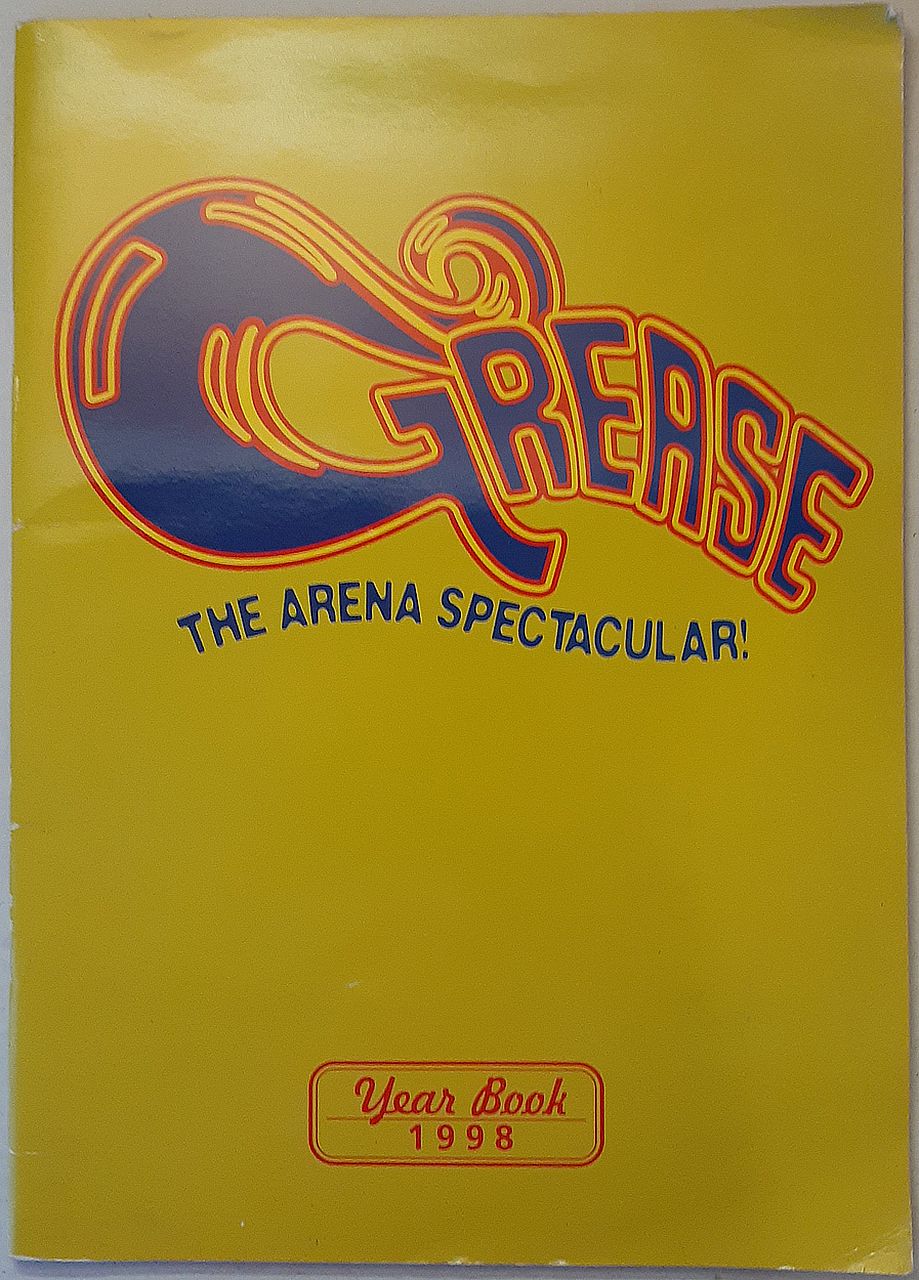 GREASE
THE ARENA SPECTACULAR!
Year Book
1998